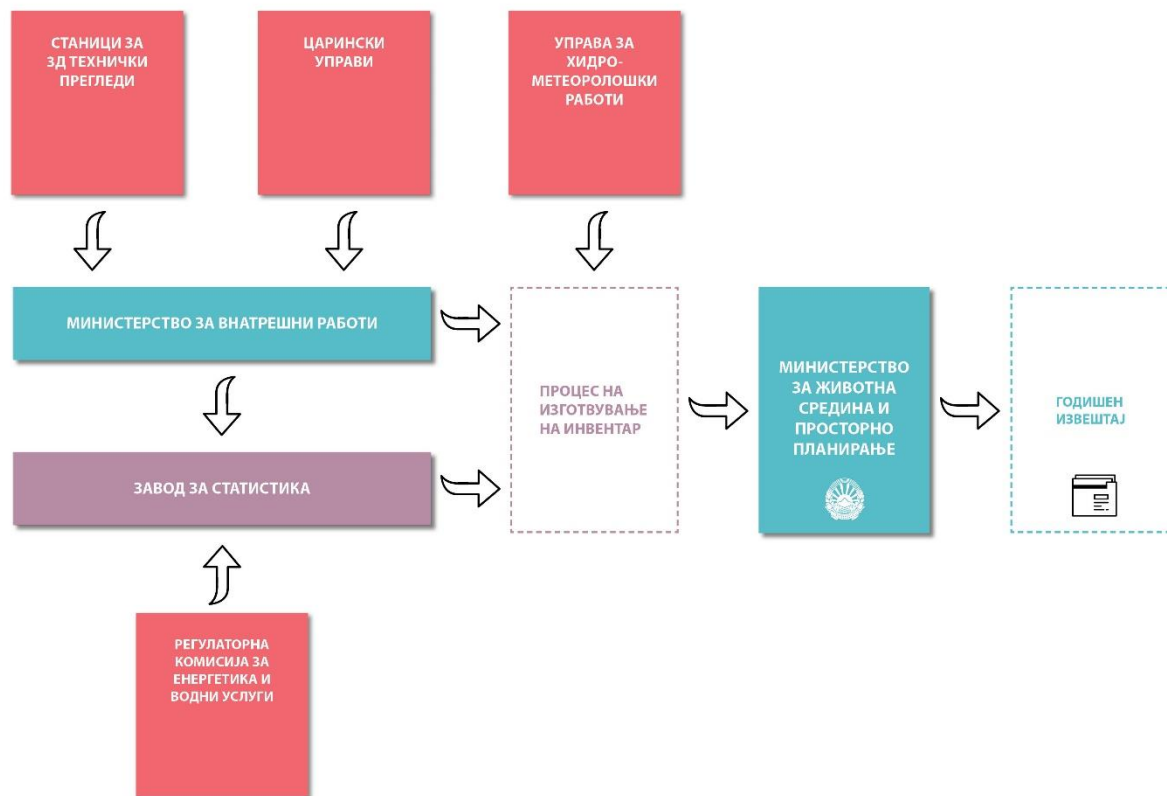 СТАНИЦИ ЗА
ЗД ТЕХНИЧКИ
ПРЕГЛЕДИ
ЦАРИНСКИ
УПРАВИ
УПРАВА ЗА
ХИДРО-
МЕТЕОРОЛОШКИ
РАБОТИ
МИНИСТЕРСТВО ЗА ВНАТРЕШНИ РАБОТИ
ЗАВОД ЗА СТАТИСТИКА
ПРОЦЕС НА
ИЗГОТВУВАЊЕ
НА ИНВЕНТАР
МИНИСТЕРСТВО
ЗА ЖИВОТНА
СРЕДИНА И
ПРОСТОРНО
ПЛАНИРАЊЕ
ГОДИШЕН
ИЗВЕШТАЈ
РЕГУЛАТОРНА
КОМИСИЈА ЗА
ЕНЕРГЕТИКА И
ВОДНИ УСЛУГИ